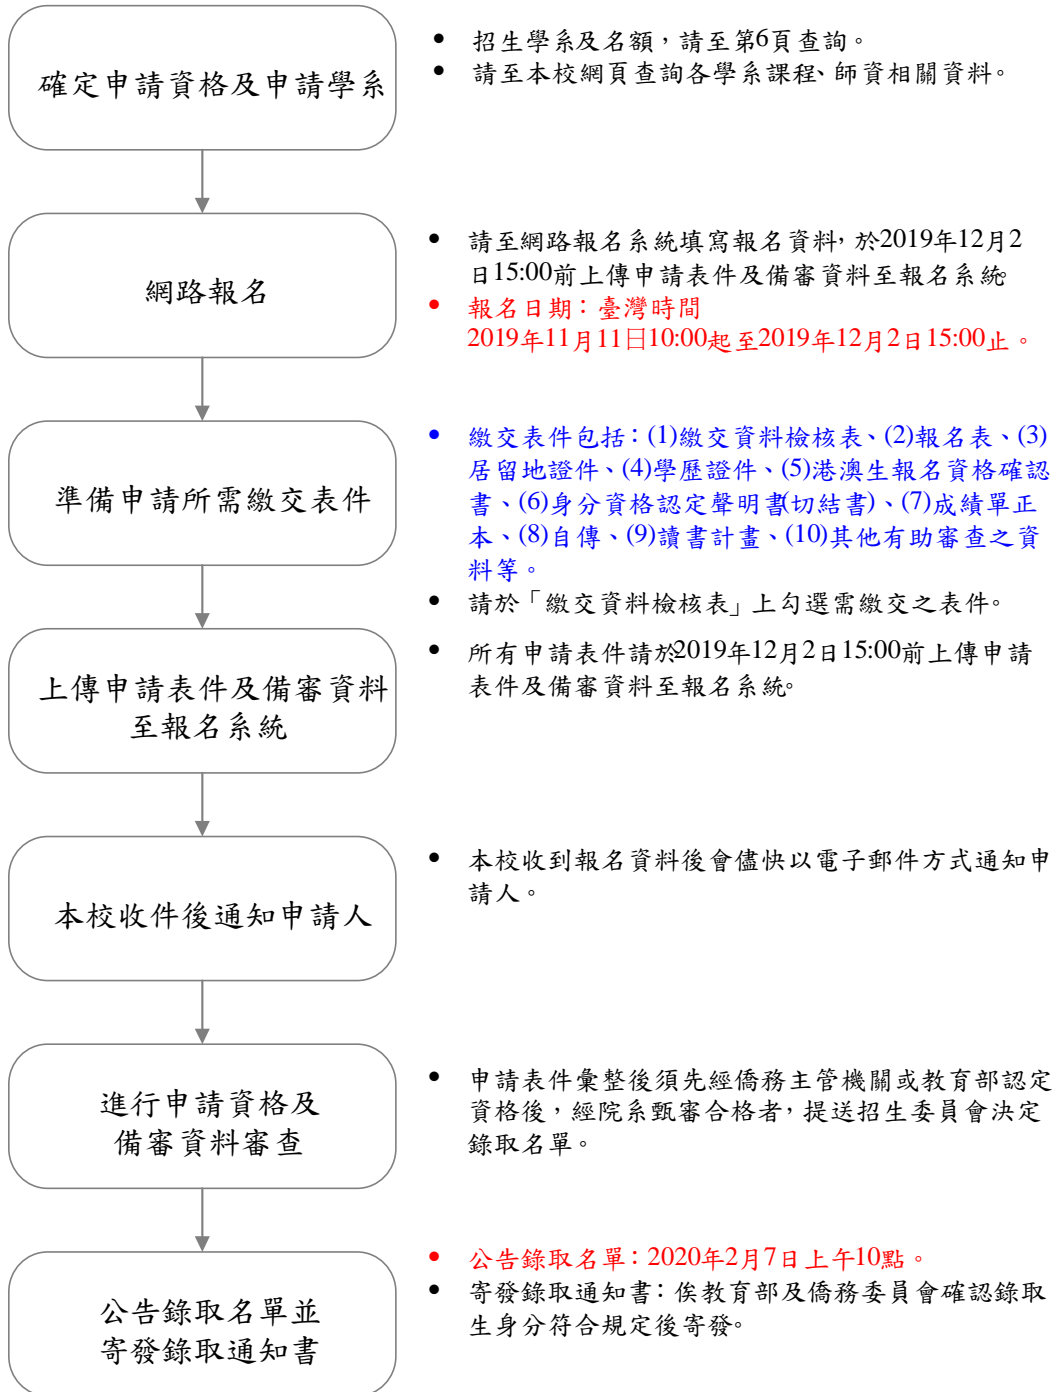 確定申請資格及申請學系
• 招生學系及名額，請至第6頁查詢。
• 請至本校網頁查詢各學系課程、師資相關資料。
網路報名
• 請至網路報名系統填寫報名資料，於2019年12月2
日15:00前上傳申請表件及備審資料至報名系統。
• 報名日期：臺灣時間
2019年11月11日10:00起至2019年12月2日15:00止。
準備申請所需繳交表件
• 繳交表件包括：(1)繳交資料檢核表、(2)報名表、(3)
居留地證件、(4)學歷證件、(5)港澳生報名資格確認
書、(6)身分資格認定聲明書(切結書)、(7)成績單正
本、(8)自傳、(9)讀書計畫、(10)其他有助審查之資
料等。
• 請於「繳交資料檢核表」上勾選需繳交之表件。
上傳申請表件及備審資料
至報名系統
• 所有申請表件請於2019年12月2日15:00前上傳申請
表件及備審資料至報名系統。
本校收件後通知申請人
• 本校收到報名資料後會儘快以電子郵件方式通知申
請人。
進行申請資格及
備審資料審查
• 申請表件彙整後須先經僑務主管機關或教育部認定
資格後，經院系甄審合格者，提送招生委員會決定
錄取名單。
公告錄取名單並
寄發錄取通知書
• 公告錄取名單：2020年2月7日上午10點。
• 寄發錄取通知書：俟教育部及僑務委員會確認錄取
生身分符合規定後寄發。